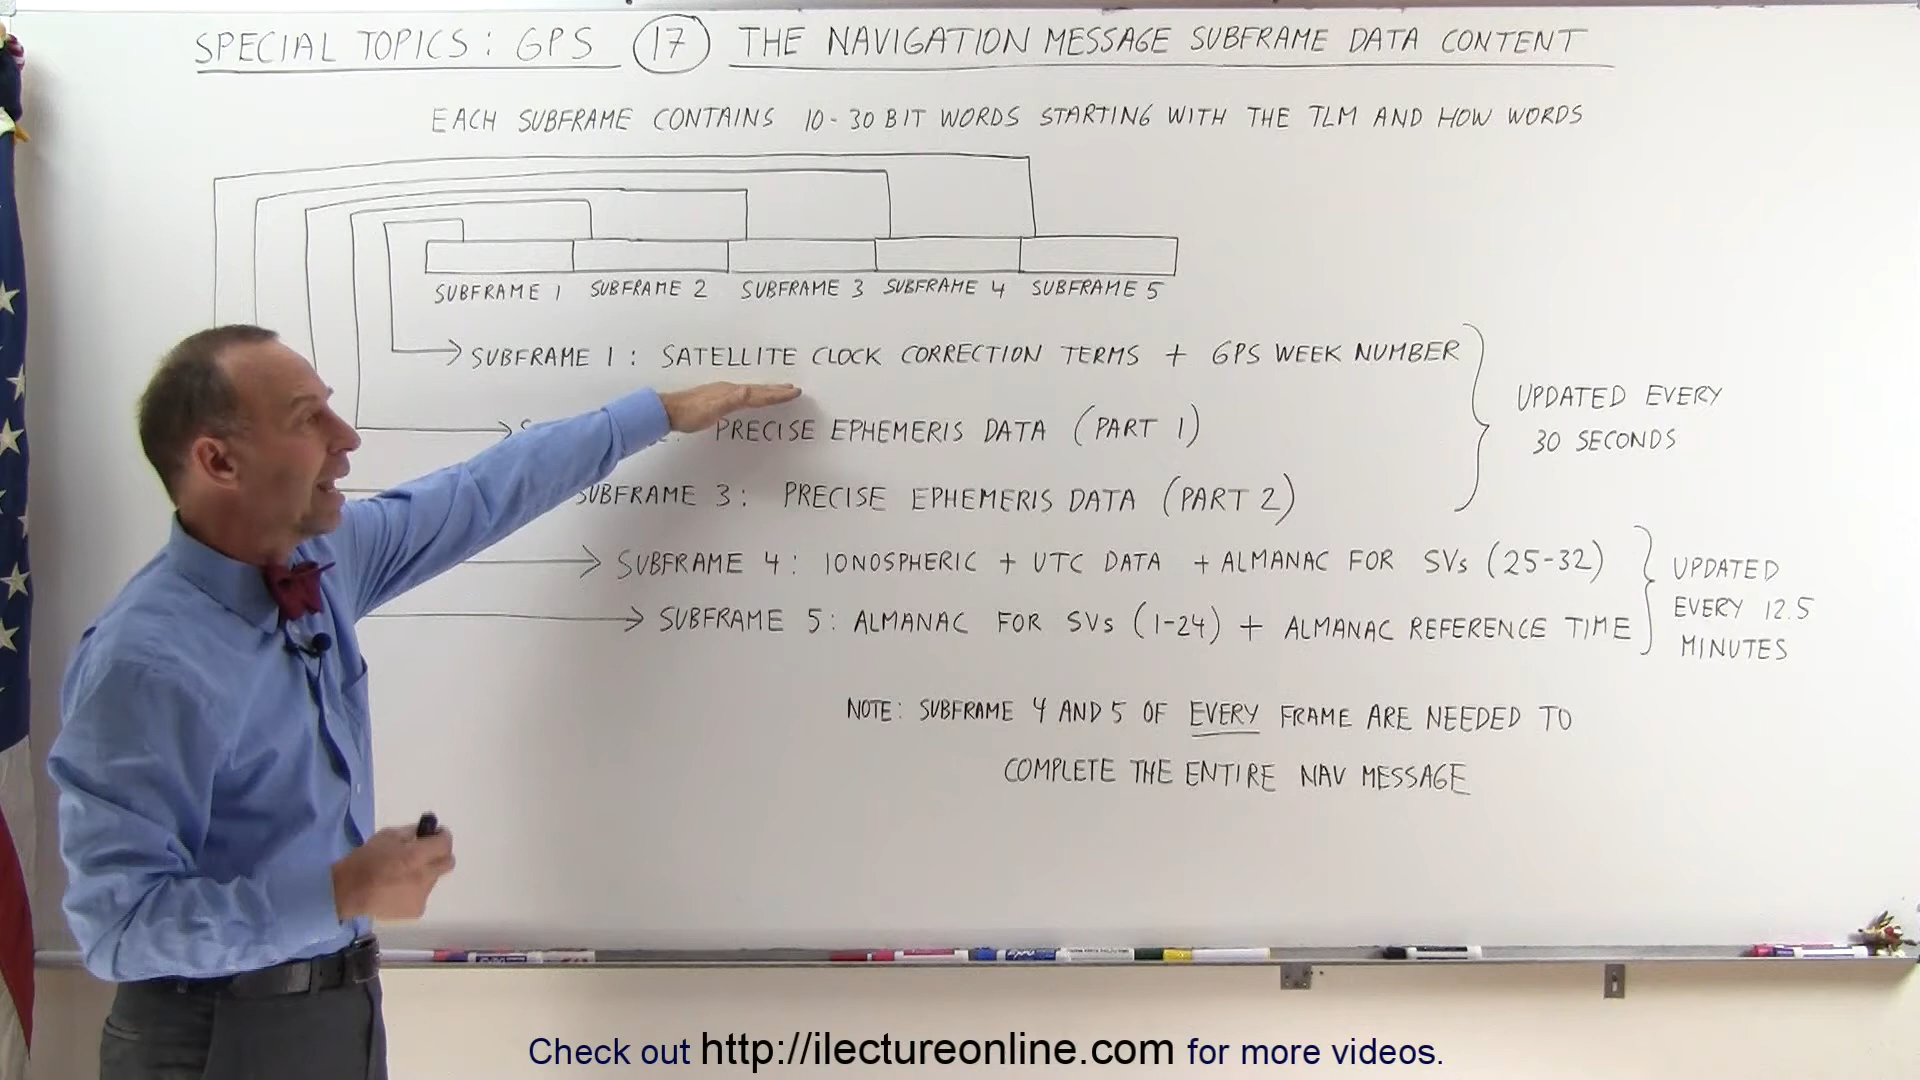 SPECIAL TOPICS: GPS 17 THE NAVIGATION MESSAGE SUBFRAME DATA CONTENT
EACH SUBFRAME CONTAINS 10-30 BIT WORDS STARTING WITH THE TLM AND HOW WORDS
SUBFRAME 1 SUBFRAME 2 SUBFRAME 3 SUBFRAME 4 SUBFRAME 5
SUBFRAME 1: SATELLITE CLOCK CORRECTION TERMS + GPS WEEK NUMBER
PRECISE EPHEMERIS DATA (PART 1)
SUBFRAME 3: PRECISE EPHEMERIS DATA (PART 2)
UPDATED EVERY
30 SECONDS
SUBFRAME 4: IONOSPHERIC + UTC DATA + ALMANAC FOR SVs (25-32)
SUBFRAME 5: ALMANAC FOR SVs (1-24) + ALMANAC REFERENCE TIME
UPDATED
EVERY 12.5
MINUTES
NOTE: SUBFRAME 4 AND 5 OF EVERY FRAME ARE NEEDED TO
COMPLETE THE ENTIRE NAV MESSAGE
Check out http://ilectureonline.com for more videos.